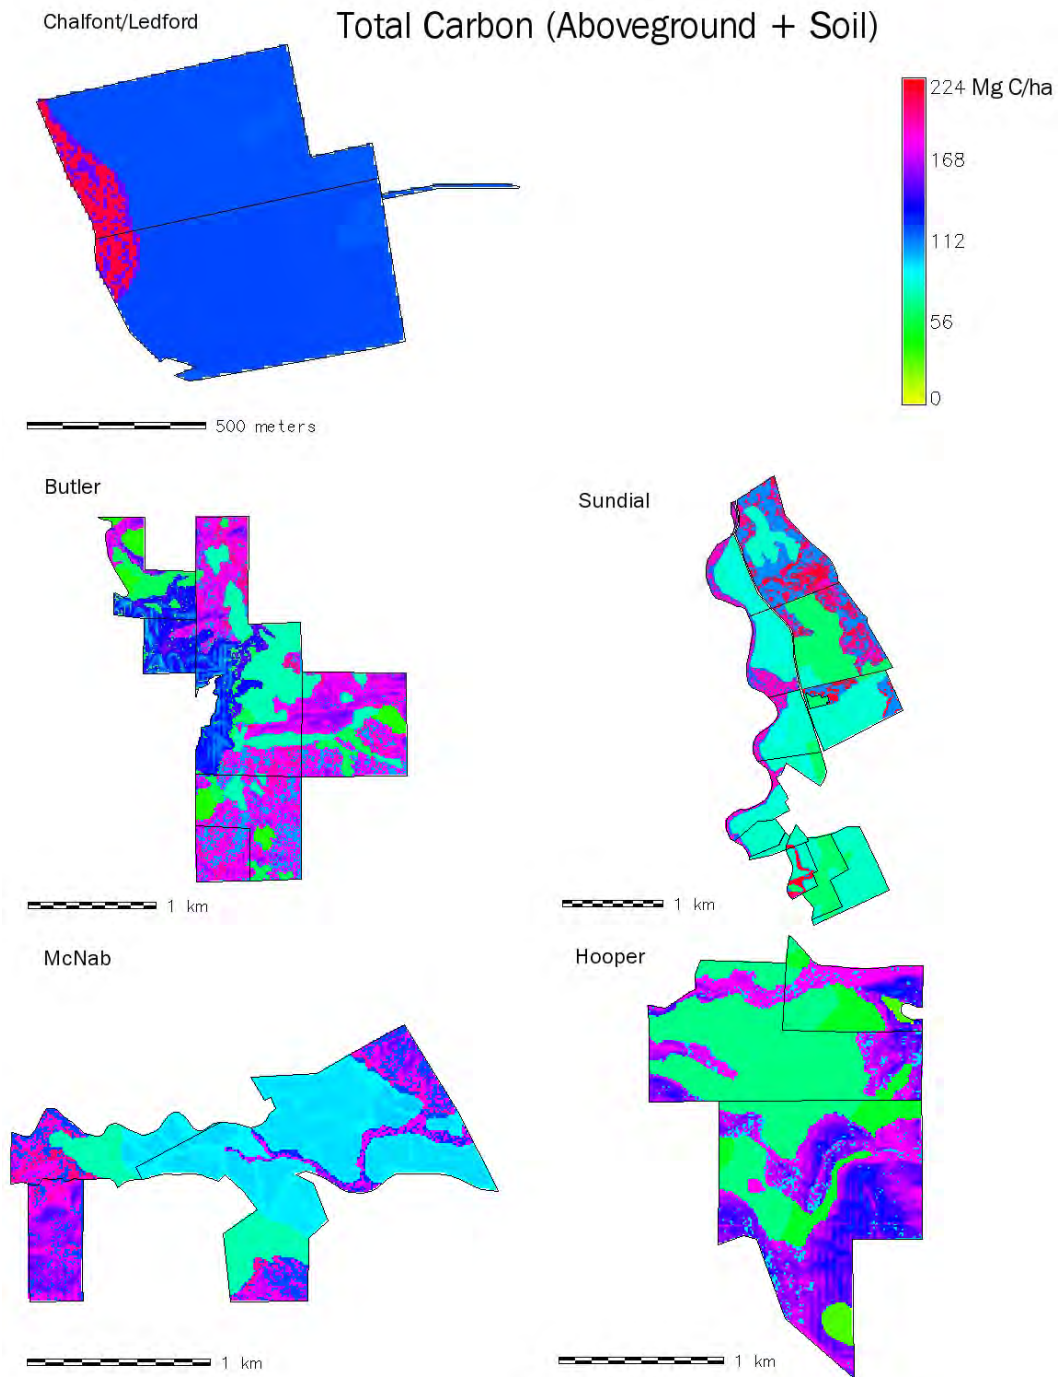 Chalfont/Ledford
Total Carbon (Aboveground + Soil)
224 Mg C/ha
168
112
56
0
500 meters
Butler
Sundial
1 km
1 km
McNab
Hooper
1 km
1 km